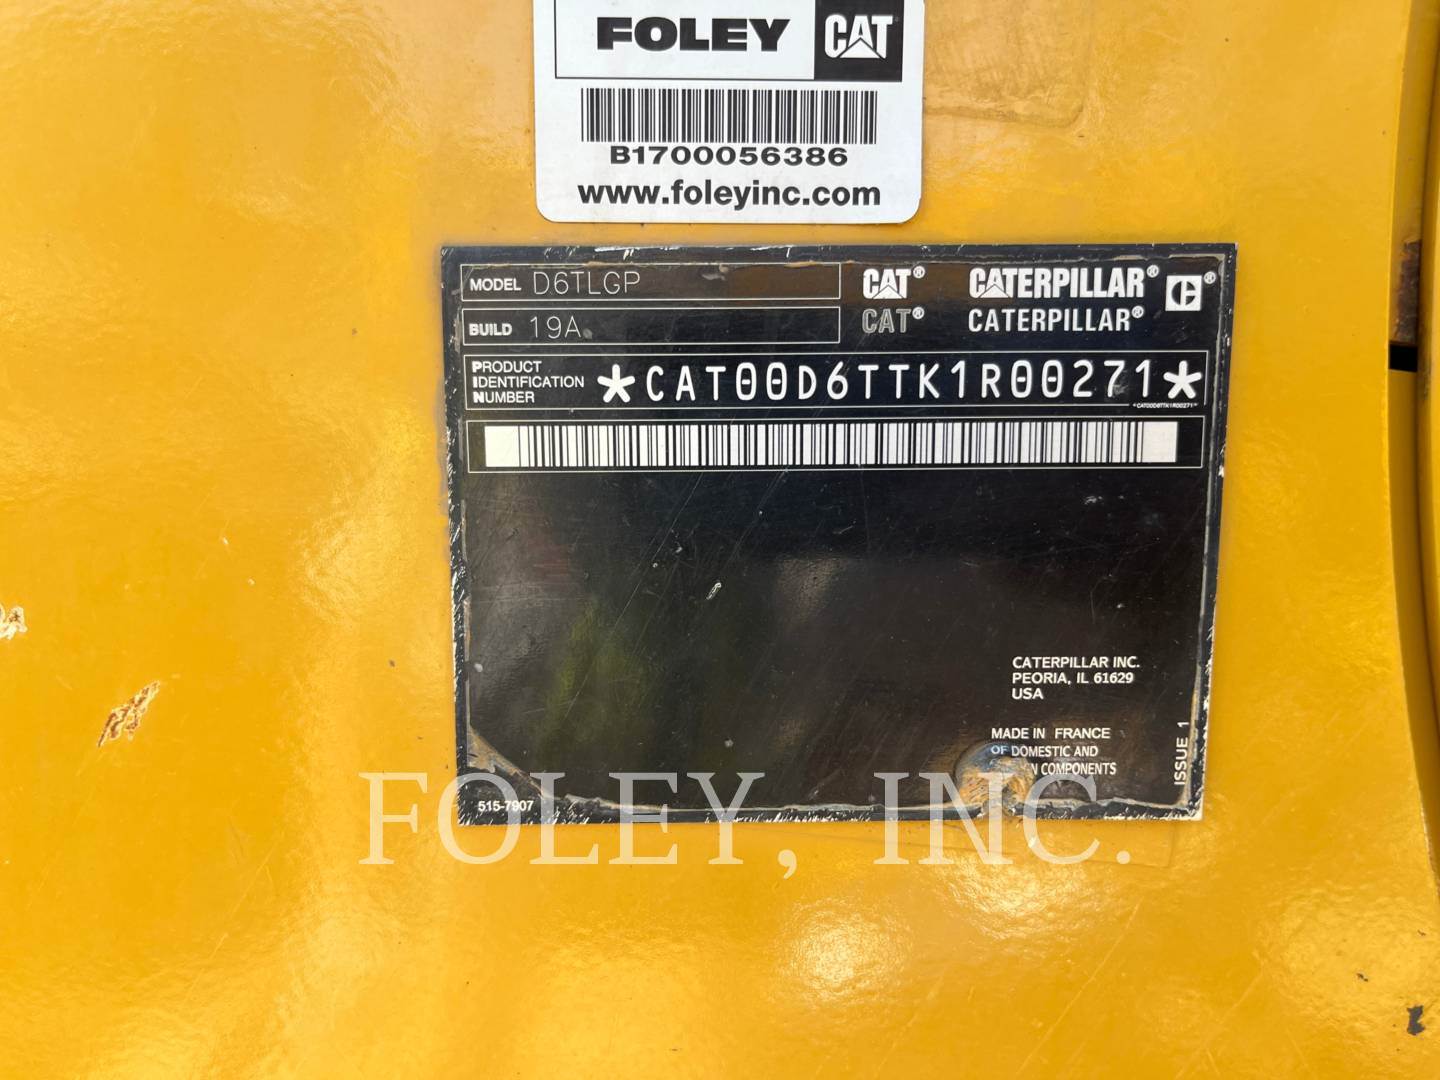 FOLEY CAT
B1700056386
www.foleyinc.com
MODEL D6TLGP
BUILD 19A
CAT® CATERPILLAR® ®
CAT® CATERPILLAR®
PRODUCT IDENTIFICATION NUMBER *CAT00D6TTK1R00271*
*CAT00D6TTK1R00271*
CATERPILLAR INC.
PEORIA, IL 61629
USA
MADE IN FRANCE
OF DOMESTIC AND
COMPONENTS
ISSUE 1
515-7907
FOLEY, INC.